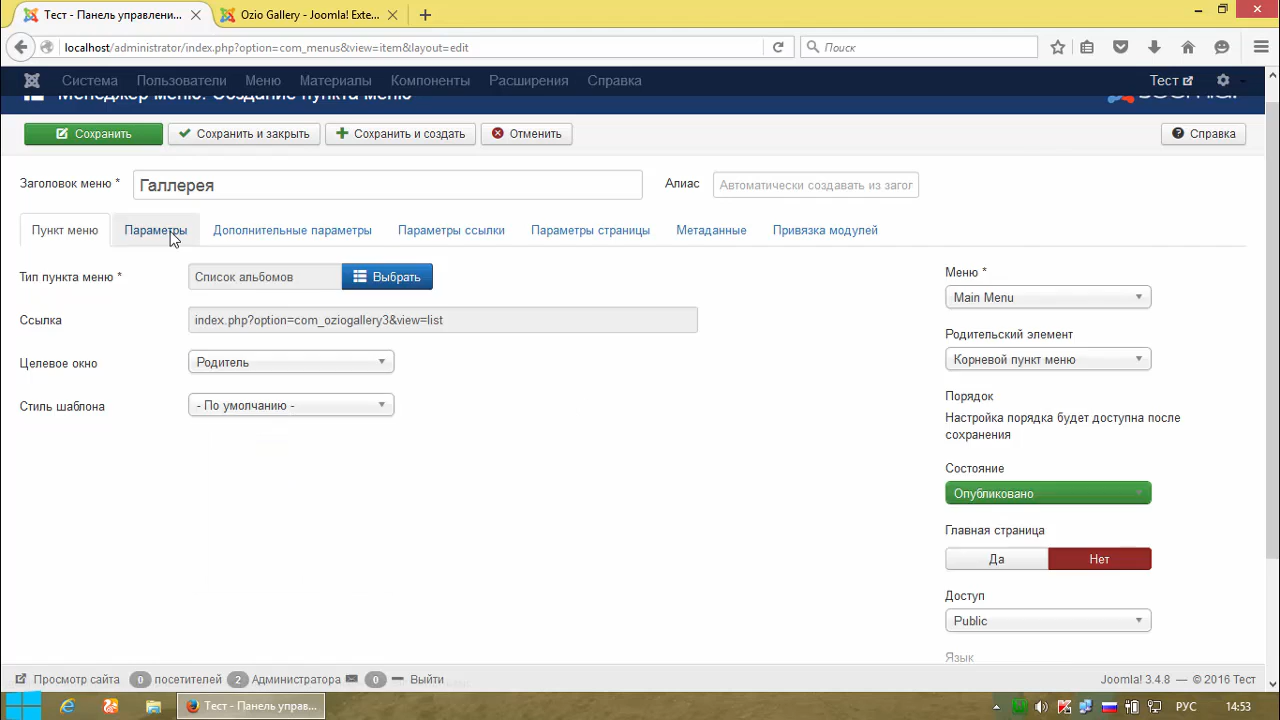 Тест - Панель управлени...
Ozio Gallery - Joomla! Exte...
localhost/administrator/index.php?option=com_menus&view=item&layout=edit
Поиск
Система Пользователи Меню Материалы Компоненты Расширения Справка
Тест
Менеджер меню: Создание пункта меню
Сохранить
Сохранить и закрыть
Сохранить и создать
Отменить
Справка
Заголовок меню *
Галлерея
Алиас
Автоматически создавать из загол
Пункт меню
Параметры
Дополнительные параметры
Параметры ссылки
Параметры страницы
Метаданные
Привязка модулей
Тип пункта меню *
Список альбомов
Выбрать
Ссылка
index.php?option=com_oziogallery3&view=list
Целевое окно
Родитель
Стиль шаблона
- По умолчанию -
Меню *
Main Menu
Родительский элемент
Корневой пункт меню
Порядок
Настройка порядка будет доступна после
сохранения
Состояние
Опубликовано
Главная страница
Да
Нет
Доступ
Public
Язык
Просмотр сайта
0 посетителей
2 Администратора
0
Выйти
Joomla! 3.4.8 — © 2016 Тест
Тест - Панель управ...
РУС
14:53